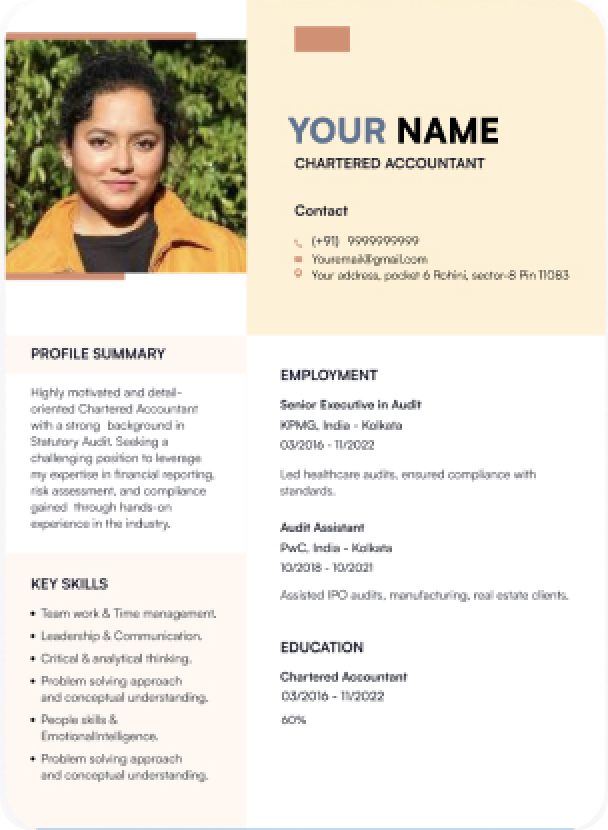 YOUR NAME
CHARTERED ACCOUNTANT
Contact
(+91) 9999999999
Youremail@gmail.com
Your address, pocket 6 Rohini, sector-8 Pin 11083
PROFILE SUMMARY
Highly motivated and detail-
oriented Chartered Accountant
with a strong background in
Statutory Audit. Seeking a
challenging position to leverage
my expertise in financial reporting,
risk assessment, and compliance
gained through hands-on
experience in the industry.
KEY SKILLS
• Team work & Time management.
• Leadership & Communication.
• Critical & analytical thinking.
• Problem solving approach
and conceptual understanding.
• People skills &
EmotionalIntelligence.
• Problem solving approach
and conceptual understanding.
EMPLOYMENT
Senior Executive in Audit
KPMG, India - Kolkata
03/2016 - 11/2022
Led healthcare audits, ensured compliance with
standards.
Audit Assistant
PwC, India - Kolkata
10/2018 - 10/2021
Assisted IPO audits, manufacturing, real estate clients.
EDUCATION
Chartered Accountant
03/2016 - 11/2022
60%